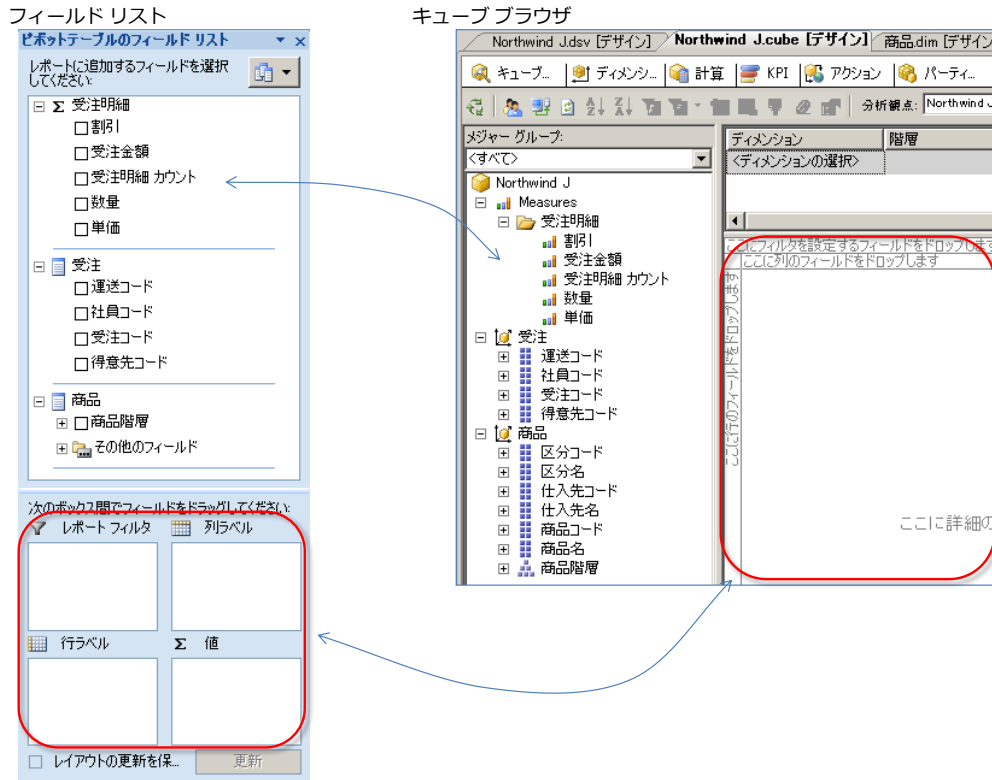 フィールド リスト
ピボットテーブルのフィールド リスト
レポートに追加するフィールドを選択
してください:
Σ 受注明細
割引
受注金額
受注明細 カウント
数量
単価
受注
運送コード
社員コード
受注コード
得意先コード
商品
商品階層
その他のフィールド
次のボックス間でフィールドをドラッグしてください:
レポート フィルタ
列ラベル
行ラベル
Σ 値
レイアウトの更新を保...
更新
キューブ ブラウザ
Northwind J.dsv [デザイン]
Northwind J.cube [デザイン]
商品.dim [デザイン
キューブ...
ディメンシ...
計算
KPI
アクション
パーティ...
分析観点:
Northwind J
メジャー グループ:
<すべて>
Northwind J
Measures
受注明細
割引
受注金額
受注明細 カウント
数量
単価
受注
運送コード
社員コード
受注コード
得意先コード
商品
区分コード
区分名
仕入先コード
仕入先名
商品コード
商品名
商品階層
ディメンション
階層
<ディメンションの選択>
ここにフィルタを設定するフィールドをドロップします
ここに列のフィールドをドロップします
ここに行のフィールドをドロップします
ここに詳細の